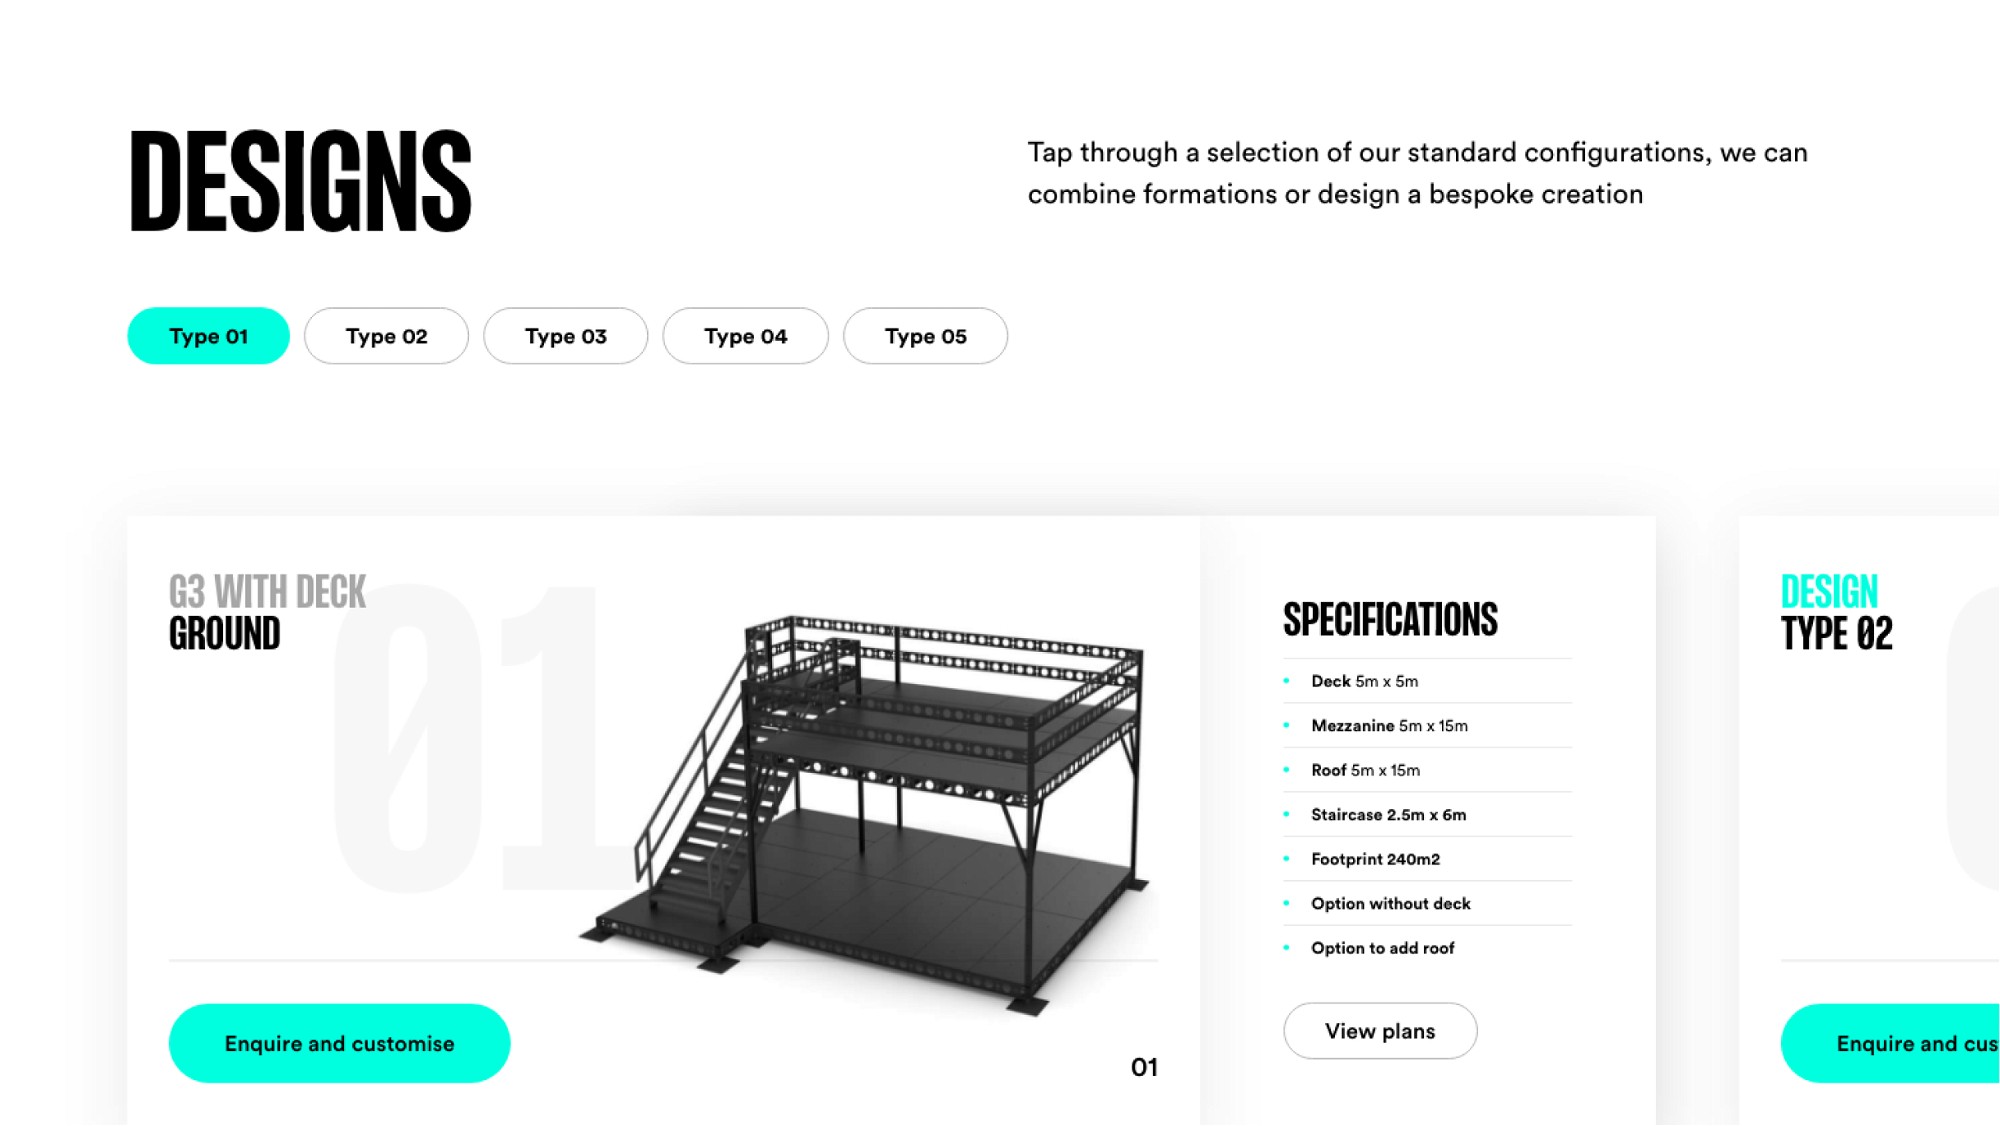 DESIGNS
Tap through a selection of our standard configurations, we can
combine formations or design a bespoke creation
Type 01
Type 02
Type 03
Type 04
Type 05
G3 WITH DECK
GROUND
01
Enquire and customise
01
SPECIFICATIONS
Deck 5m x 5m
Mezzanine 5m x 15m
Roof 5m x 15m
Staircase 2.5m x 6m
Footprint 240m2
Option without deck
Option to add roof
View plans
DESIGN
TYPE 02
Enquire and cus